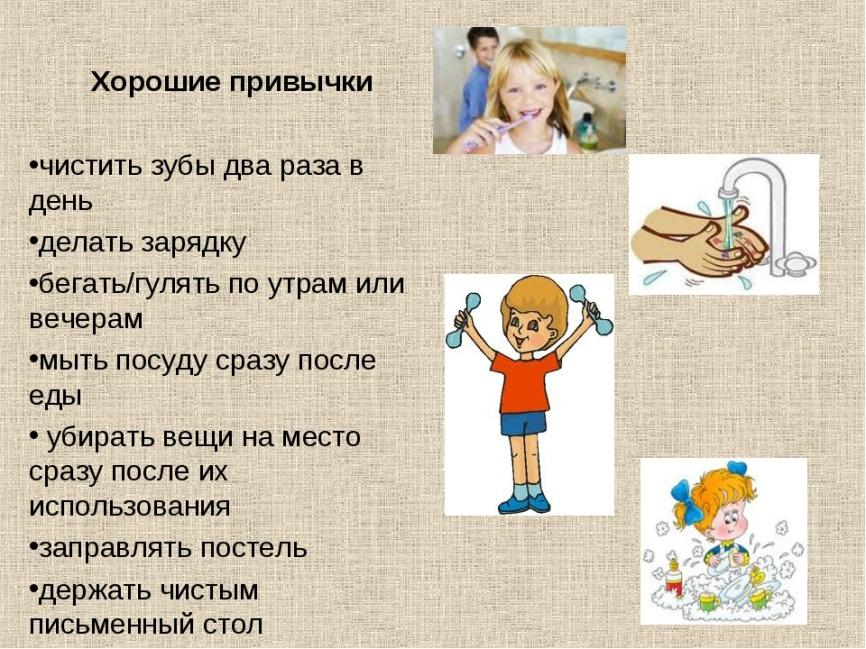 Хорошие привычки
•чистить зубы два раза в
день
•делать зарядку
•бегать/гулять по утрам или
вечерам
•мыть посуду сразу после
еды
• убирать вещи на место
сразу после их
использования
•заправлять постель
•держать чистым
письменный стол